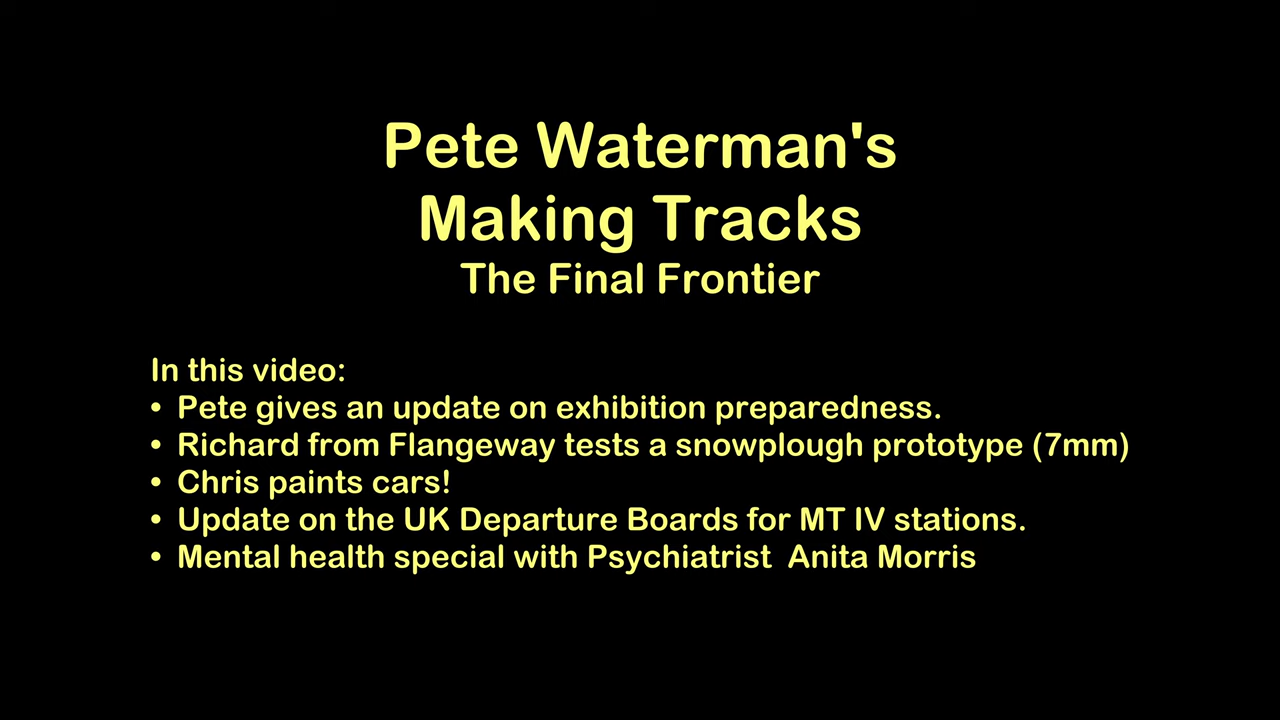 Pete Waterman's
Making Tracks
The Final Frontier
In this video:
• Pete gives an update on exhibition preparedness.
• Richard from Flangeway tests a snowplough prototype (7mm)
• Chris paints cars!
• Update on the UK Departure Boards for MT IV stations.
• Mental health special with Psychiatrist  Anita Morris